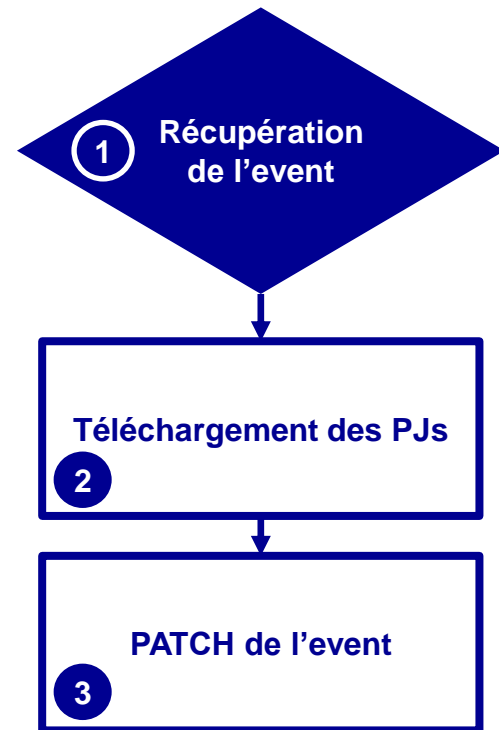 1
Récupération
de l’event
Téléchargement des PJs
2
PATCH de l’event
3